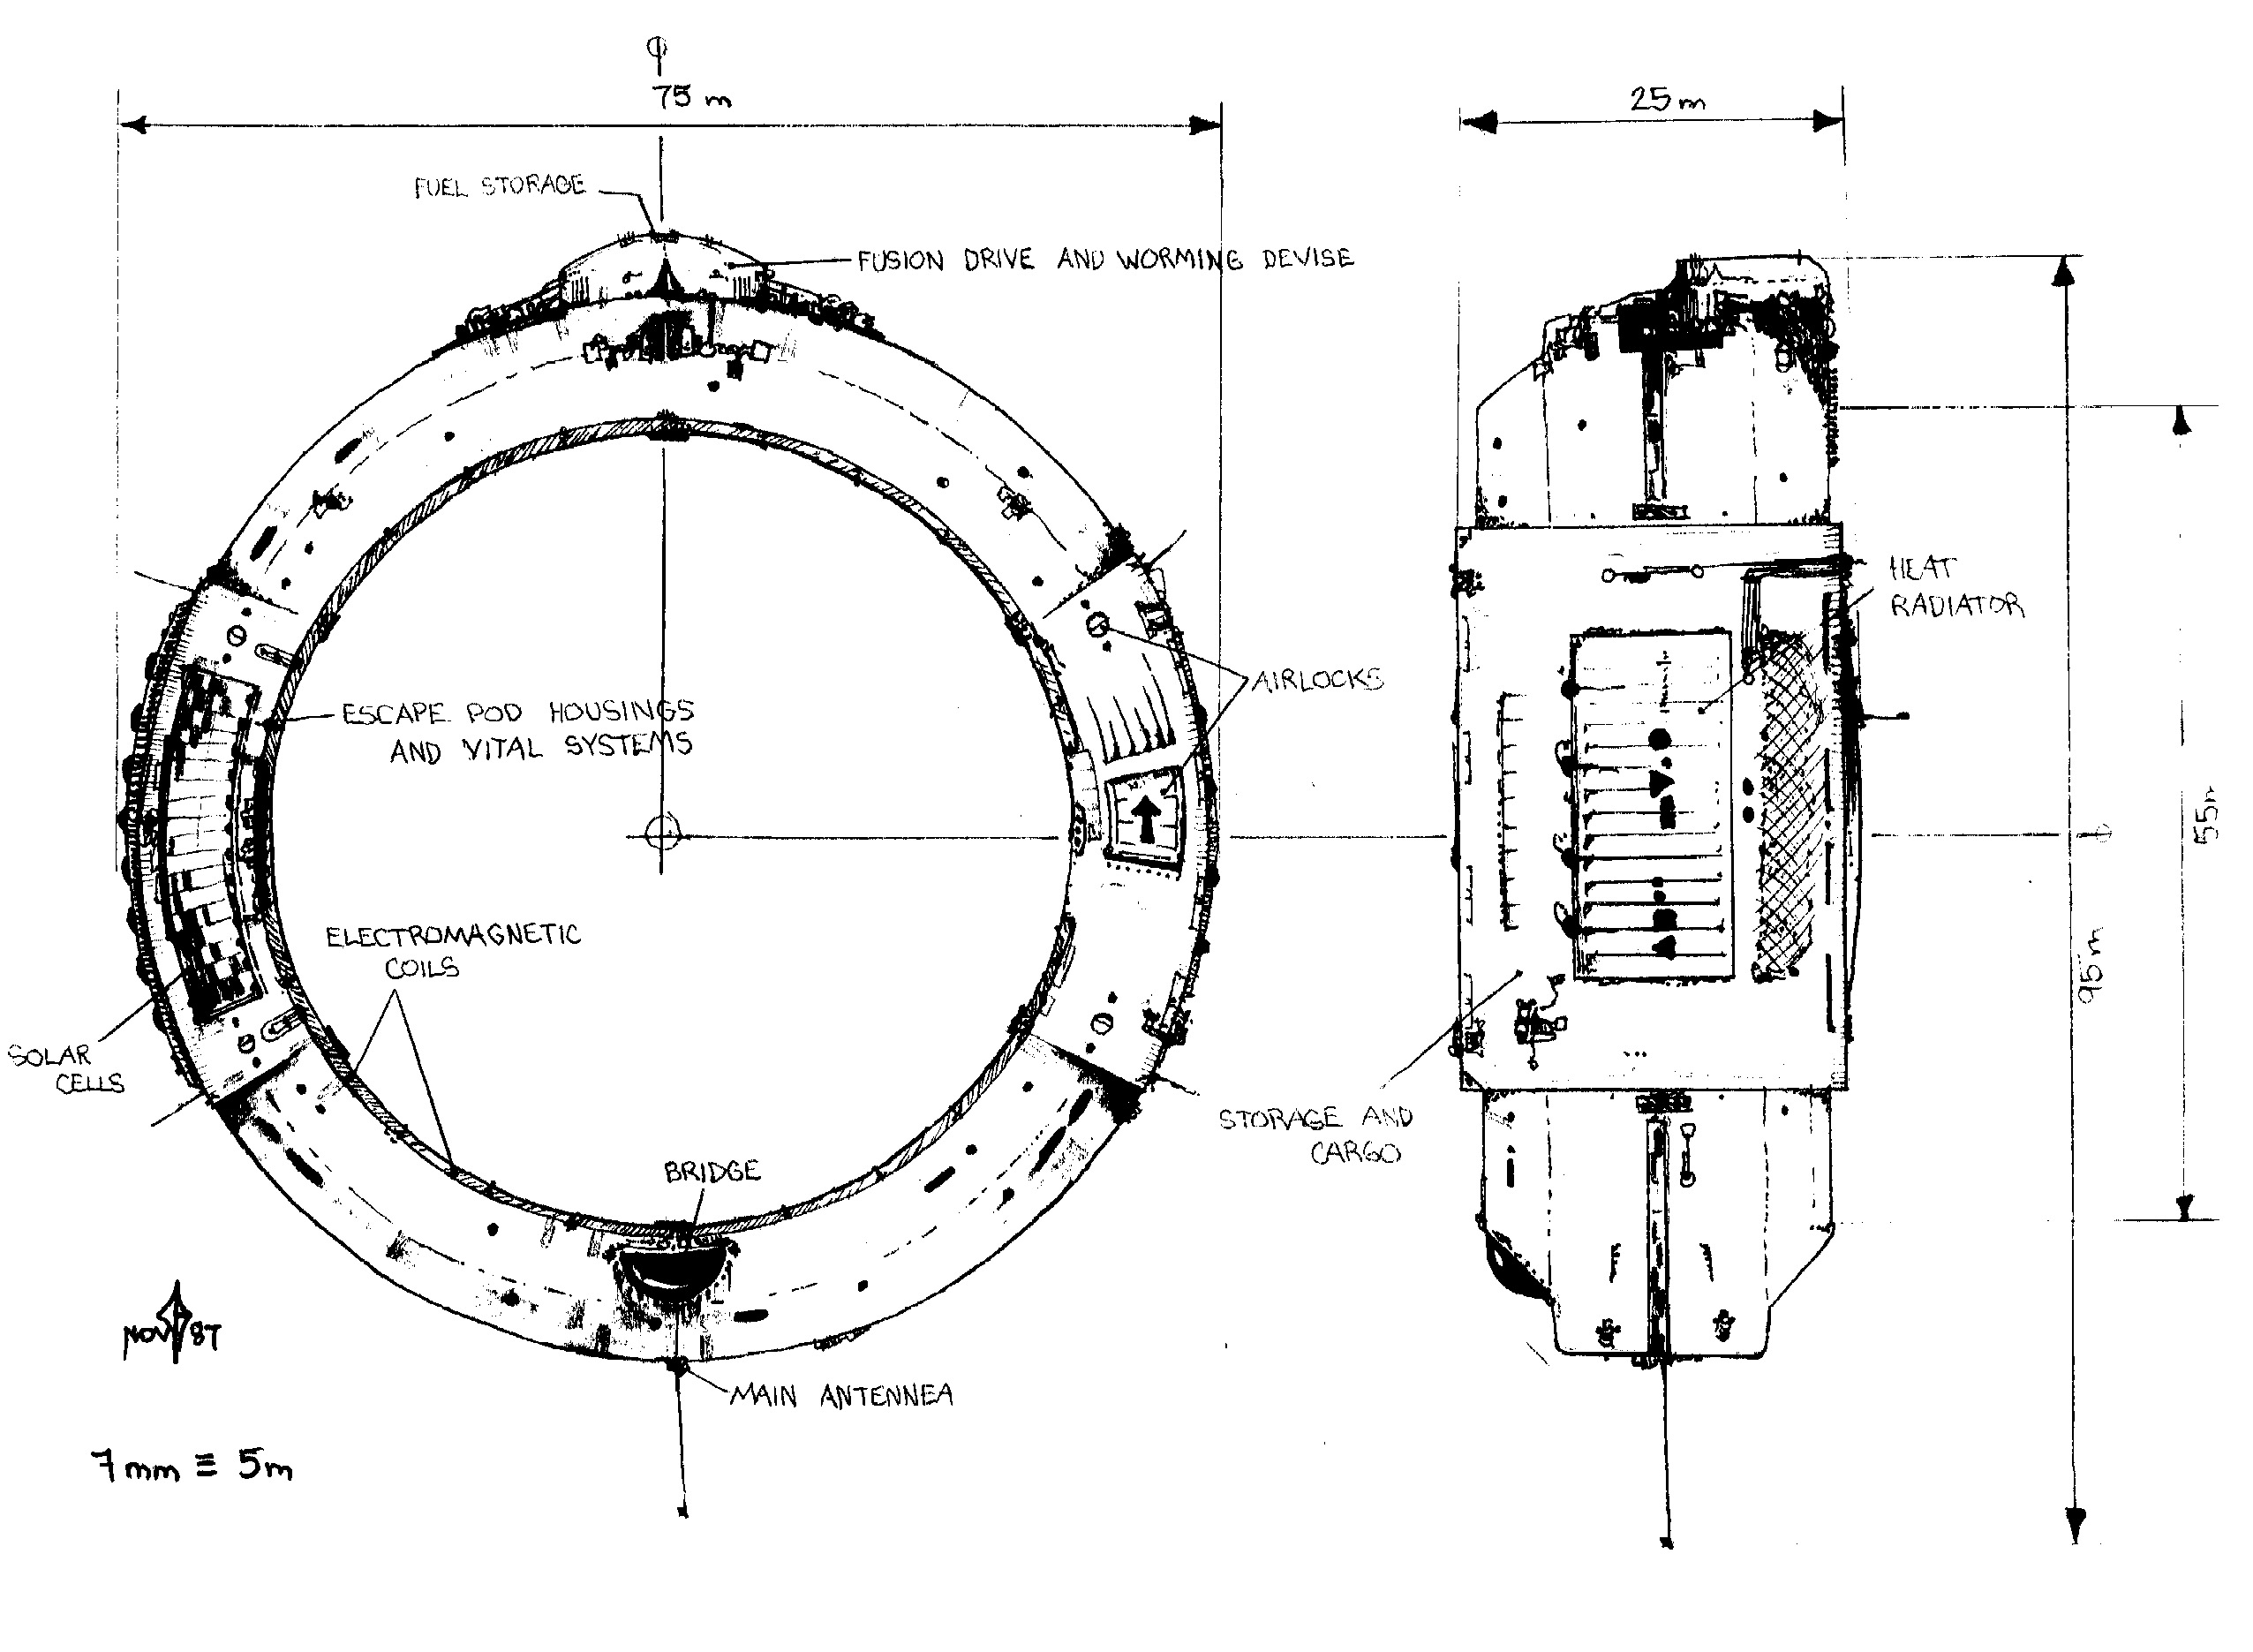 75 m
25m
FUEL STORAGE
FUSION DRIVE AND WORMING DEVISE
HEAT
RADIATOR
AIRLOCKS
ESCAPE POD HOUSINGS
AND VITAL SYSTEMS
55m
ELECTROMAGNETIC
COILS
95m
SOLAR
CELLS
STORAGE AND
CARGO
BRIDGE
NOV 87
MAIN ANTENNEA
7mm ≡ 5m